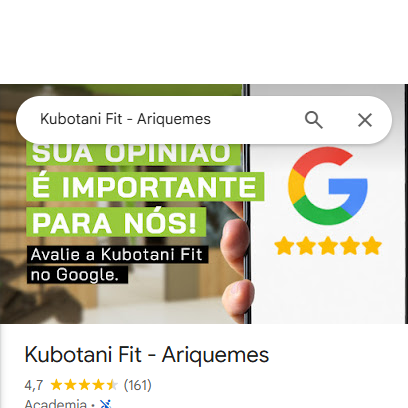 Kubotani Fit - Ariquemes
SUA OPINIÃO
É IMPORTANTE
PARA NÓS!
Avalie a Kubotani Fit
no Google.
G
Kubotani Fit - Ariquemes
4,7 (161)
Academia ·